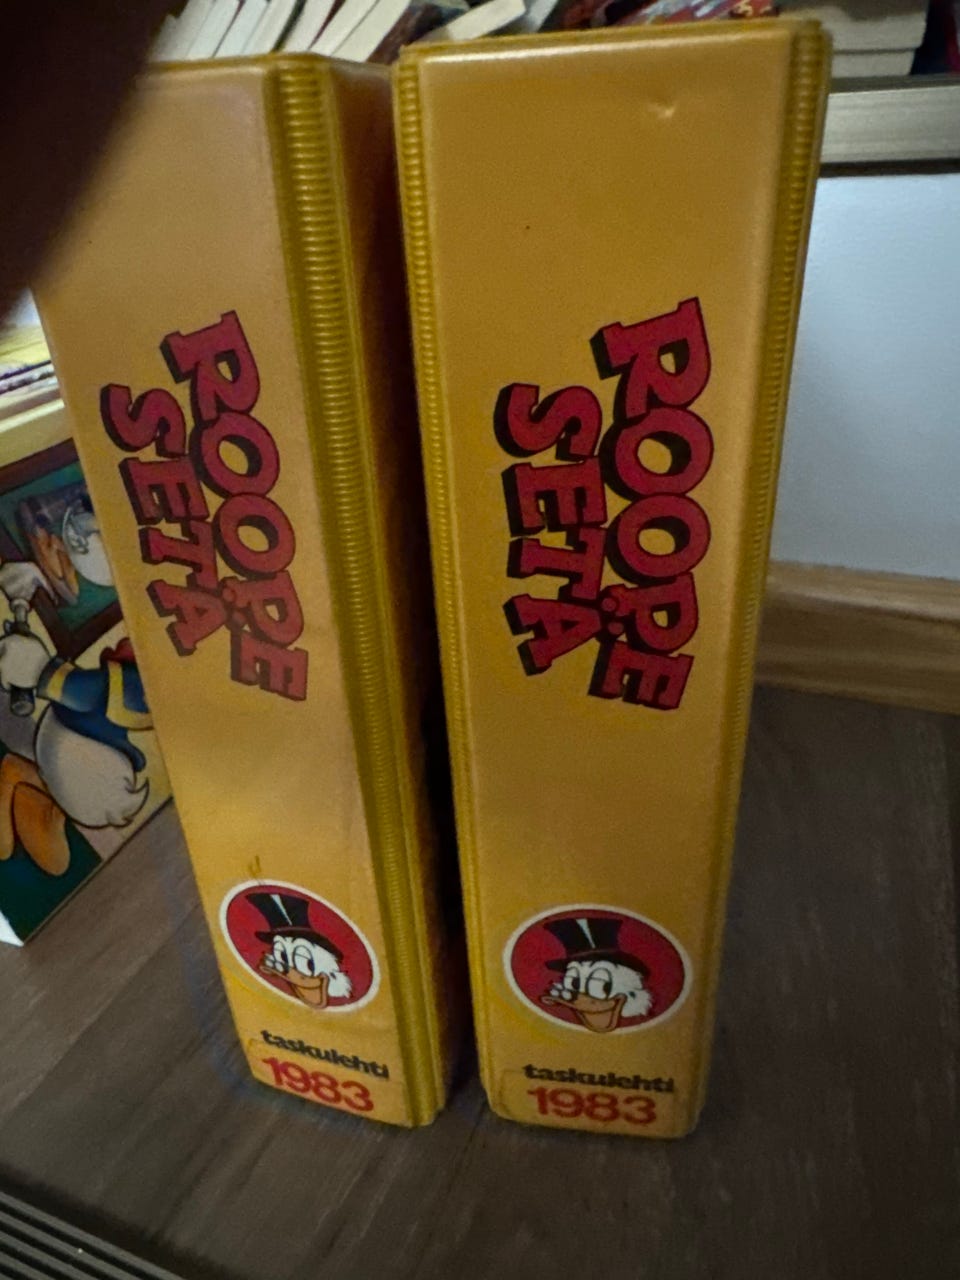 ROOPE
SETÄ
taskulehti
1983
ROOPE
SETÄ
taskulehti
1983